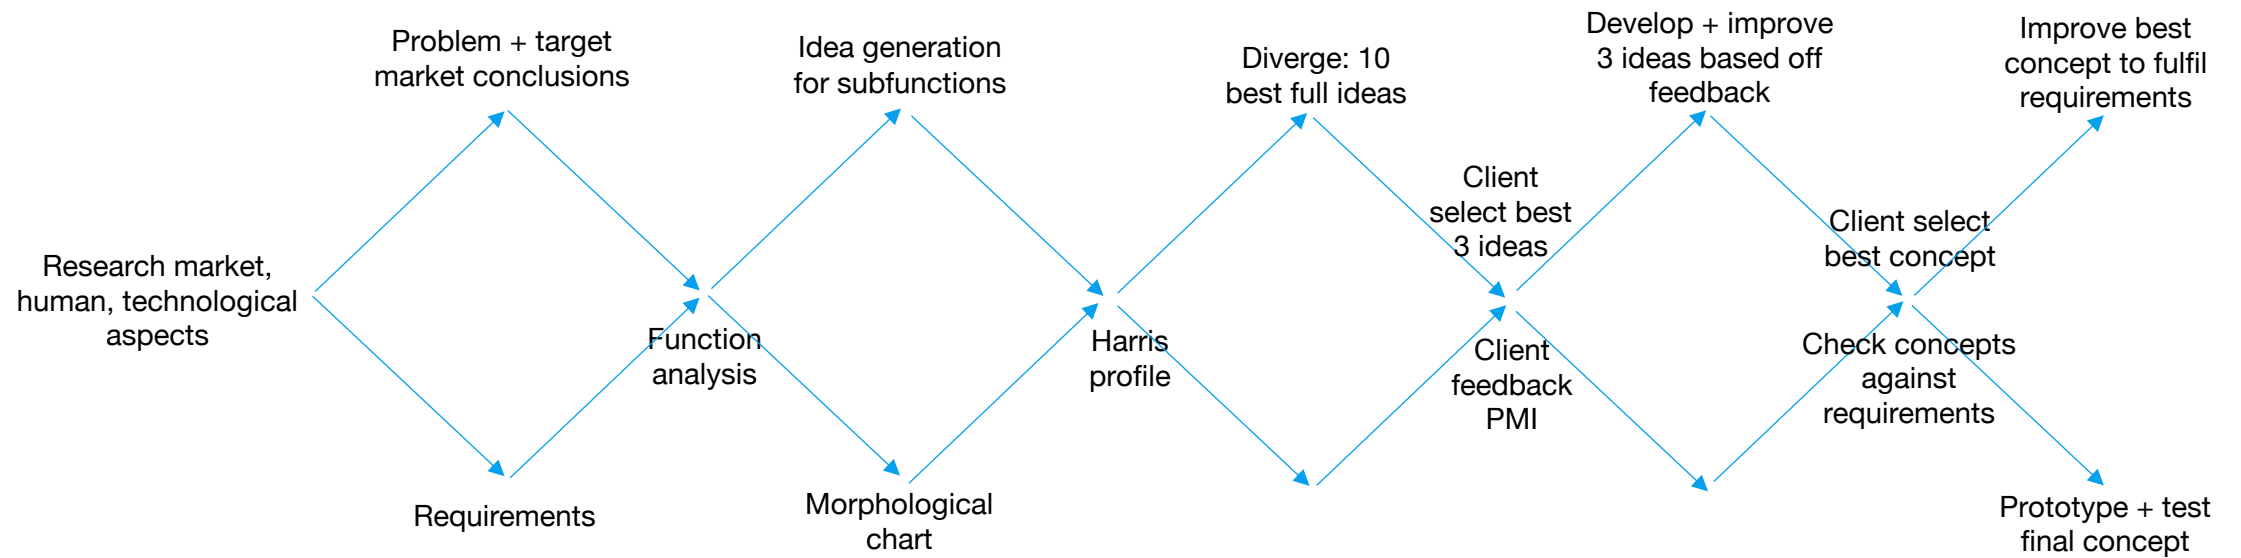 Research market,
human, technological
aspects
Problem + target
market conclusions
Requirements
Function
analysis
Idea generation
for subfunctions
Morphological
chart
Harris
profile
Diverge: 10
best full ideas
Client
select best
3 ideas
Client
feedback
PMI
Develop + improve
3 ideas based off
feedback
Client select
best concept
Check concepts
against
requirements
Improve best
concept to fulfil
requirements
Prototype + test
final concept